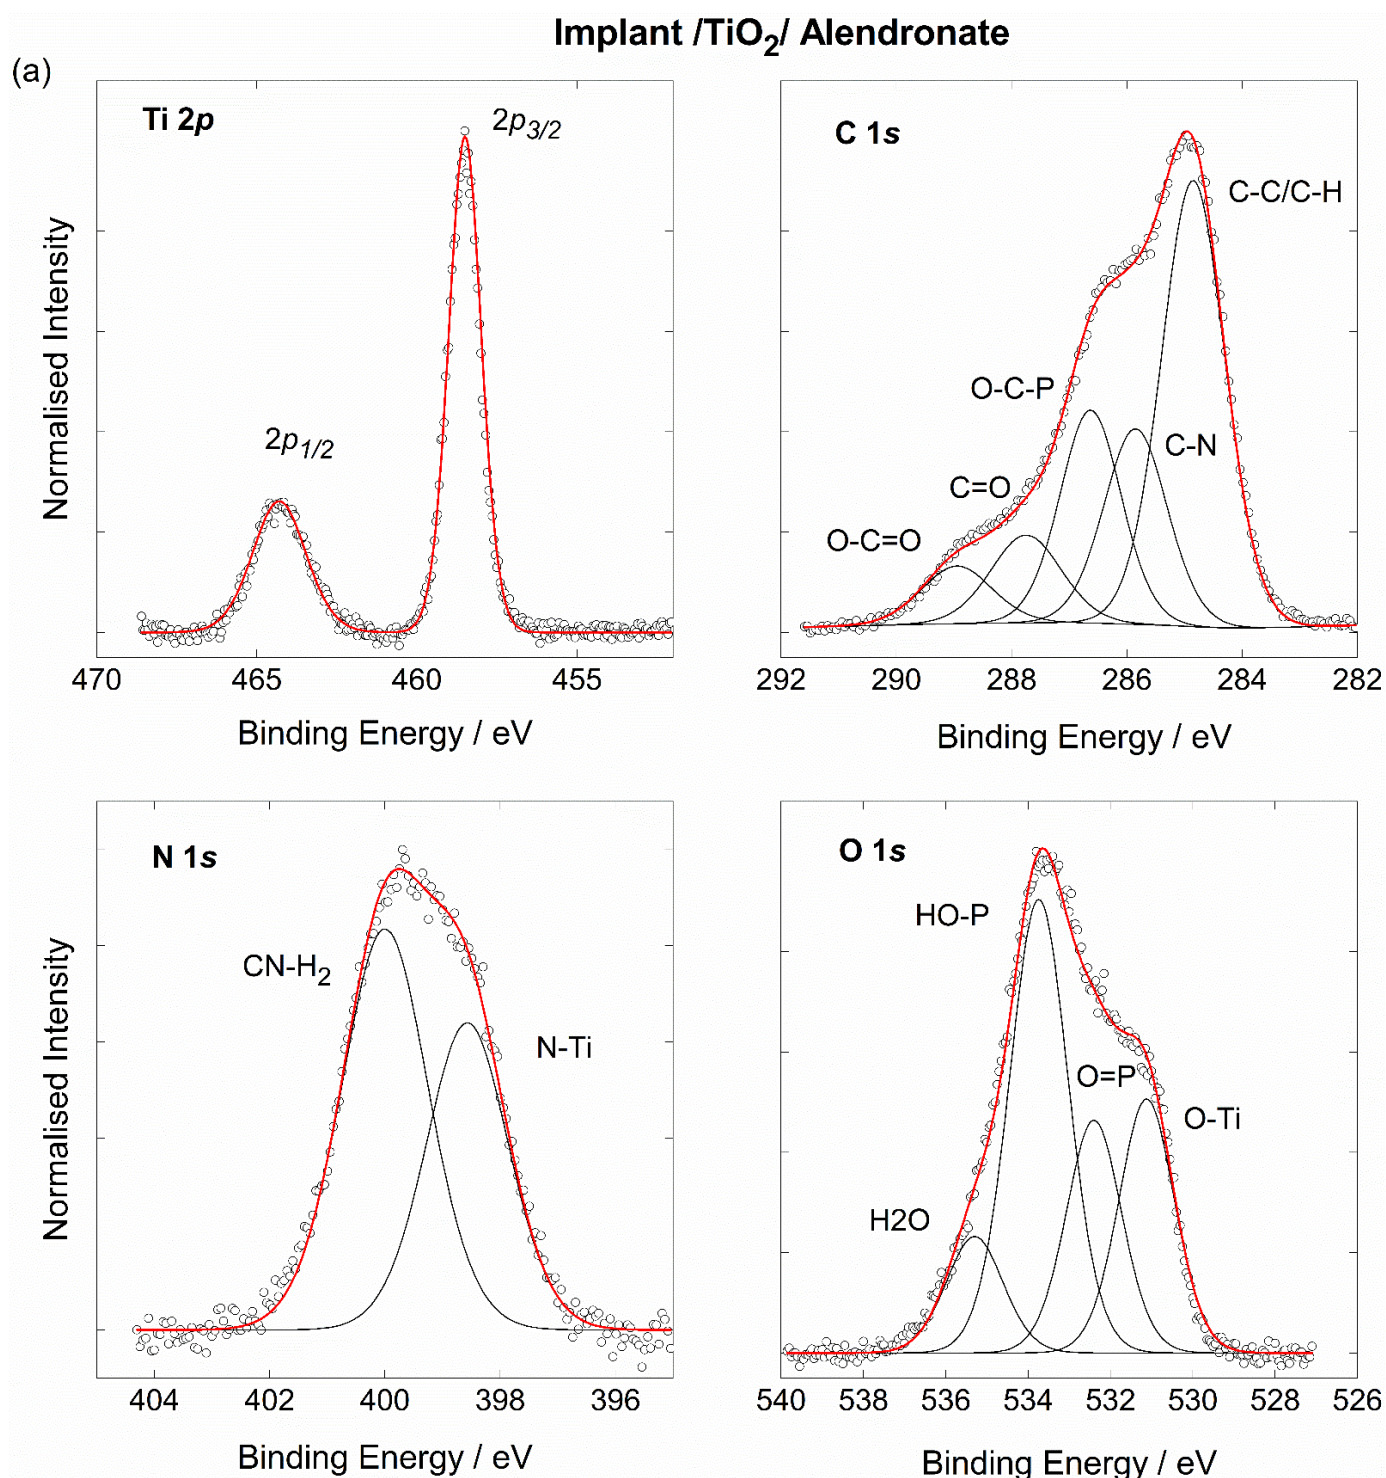 Implant /TiO2/ Alendronate
(a)
Ti 2p
2p3/2
2p1/2
Normalised Intensity
470 465 460 455
Binding Energy / eV
C 1s
C-C/C-H
O-C-P
C-N
C=O
O-C=O
292 290 288 286 284 282
Binding Energy / eV
N 1s
CN-H2
N-Ti
Normalised Intensity
404 402 400 398 396
Binding Energy / eV
O 1s
HO-P
O=P
O-Ti
H2O
540 538 536 534 532 530 528 526
Binding Energy / eV